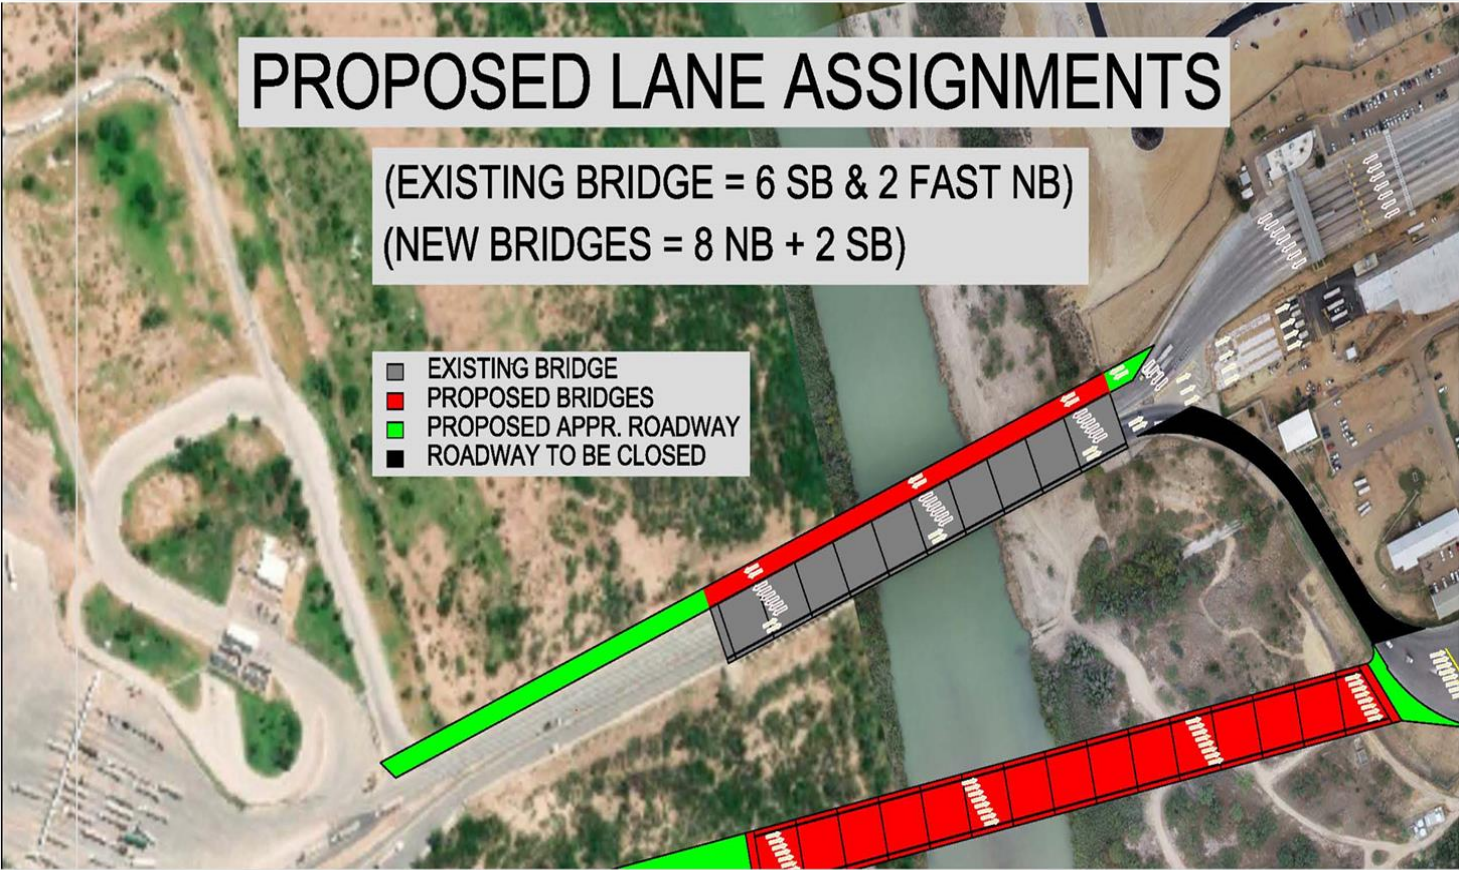 PROPOSED LANE ASSIGNMENTS
(EXISTING BRIDGE = 6 SB & 2 FAST NB)
(NEW BRIDGES = 8 NB + 2 SB)
EXISTING BRIDGE
PROPOSED BRIDGES
PROPOSED APPR. ROADWAY
ROADWAY TO BE CLOSED